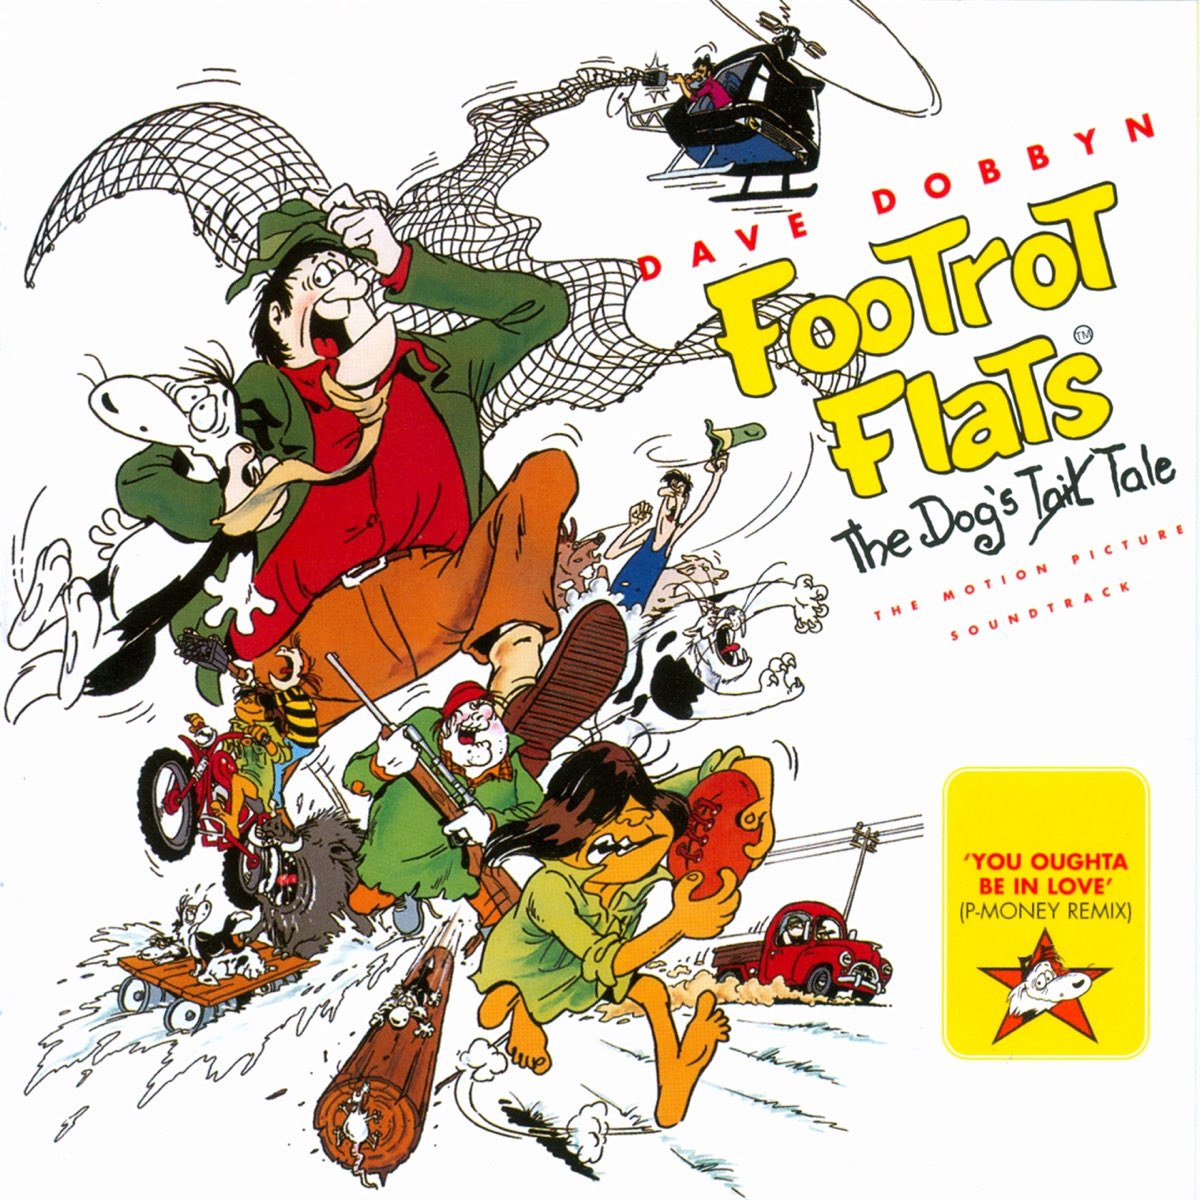 DAVE DOBBYN
FOOTROT
FLATS
TM
The Dog's Tail Tale
THE MOTION PICTURE
SOUNDTRACK
'YOU OUGHTA
BE IN LOVE'
(P-MONEY REMIX)